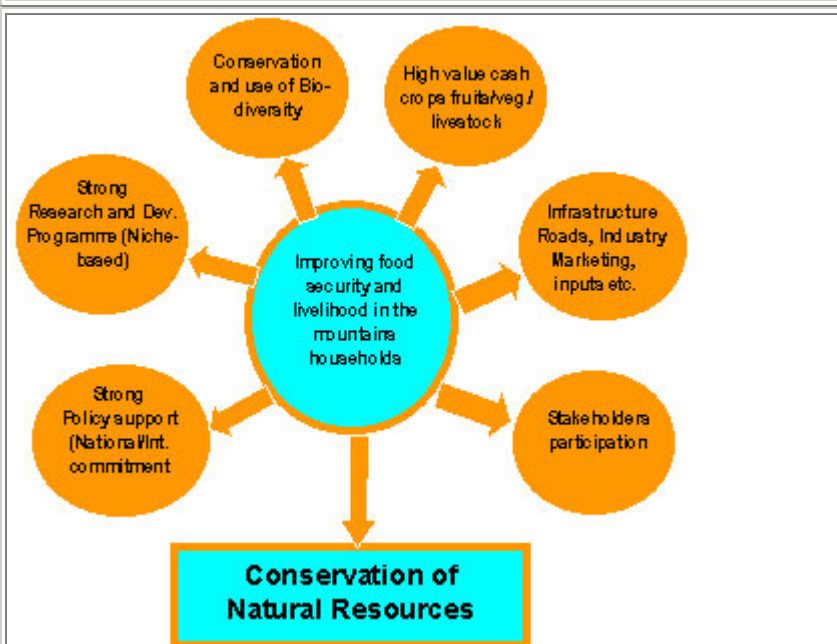 Conservation
and use of Bio-
diversity
High value cash
crops fruits/veg./
livestock
Strong
Research and Dev.
Programme (Niche-
based)
Infrastructure
Roads, Industry
Marketing,
inputs etc.
Improving food
security and
livelihood in the
mountains
households
Strong
Policy support
(National/Int.
commitment
Stakeholders
participation
Conservation of
Natural Resources